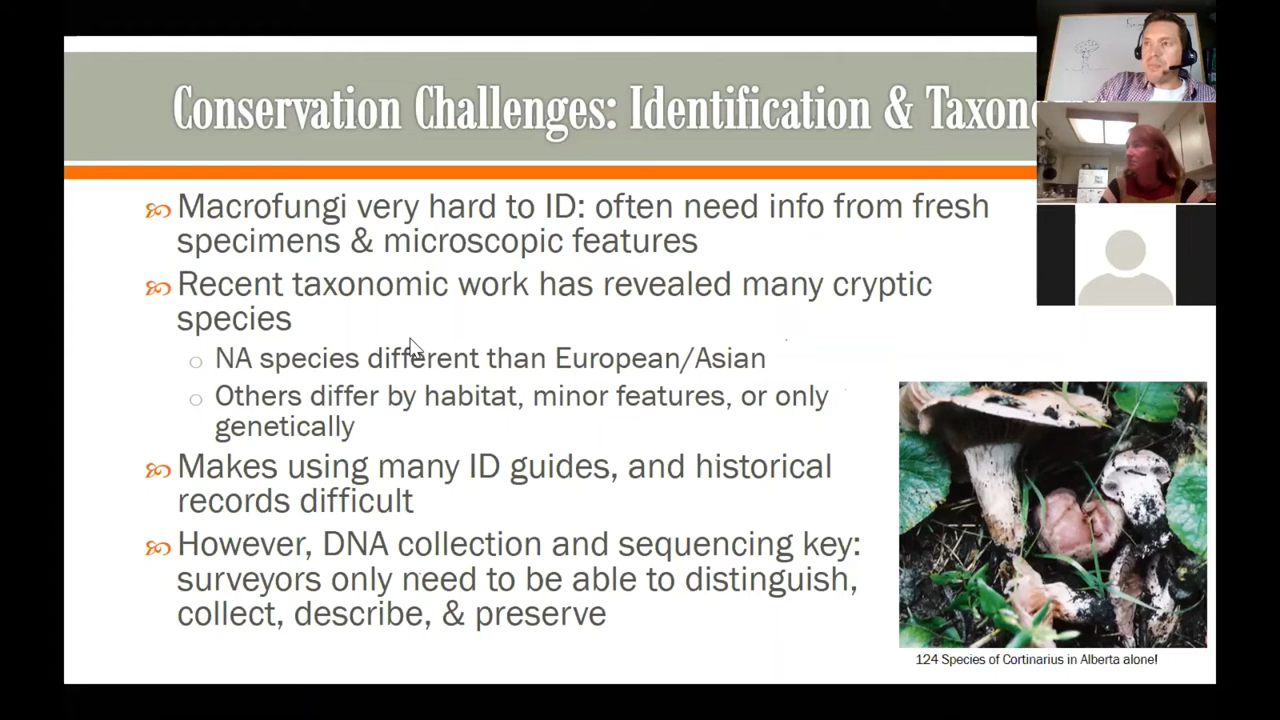 Conservation Challenges: Identification &
Macrofungi very hard to ID: often need info from fresh
specimens & microscopic features
Recent taxonomic work has revealed many cryptic
species
NA species different than European/Asian
Others differ by habitat, minor features, or only
genetically
Makes using many ID guides, and historical
records difficult
However, DNA collection and sequencing key:
surveyors only need to be able to distinguish,
collect, describe, & preserve
124 Species of Cortinarius in Alberta alone!